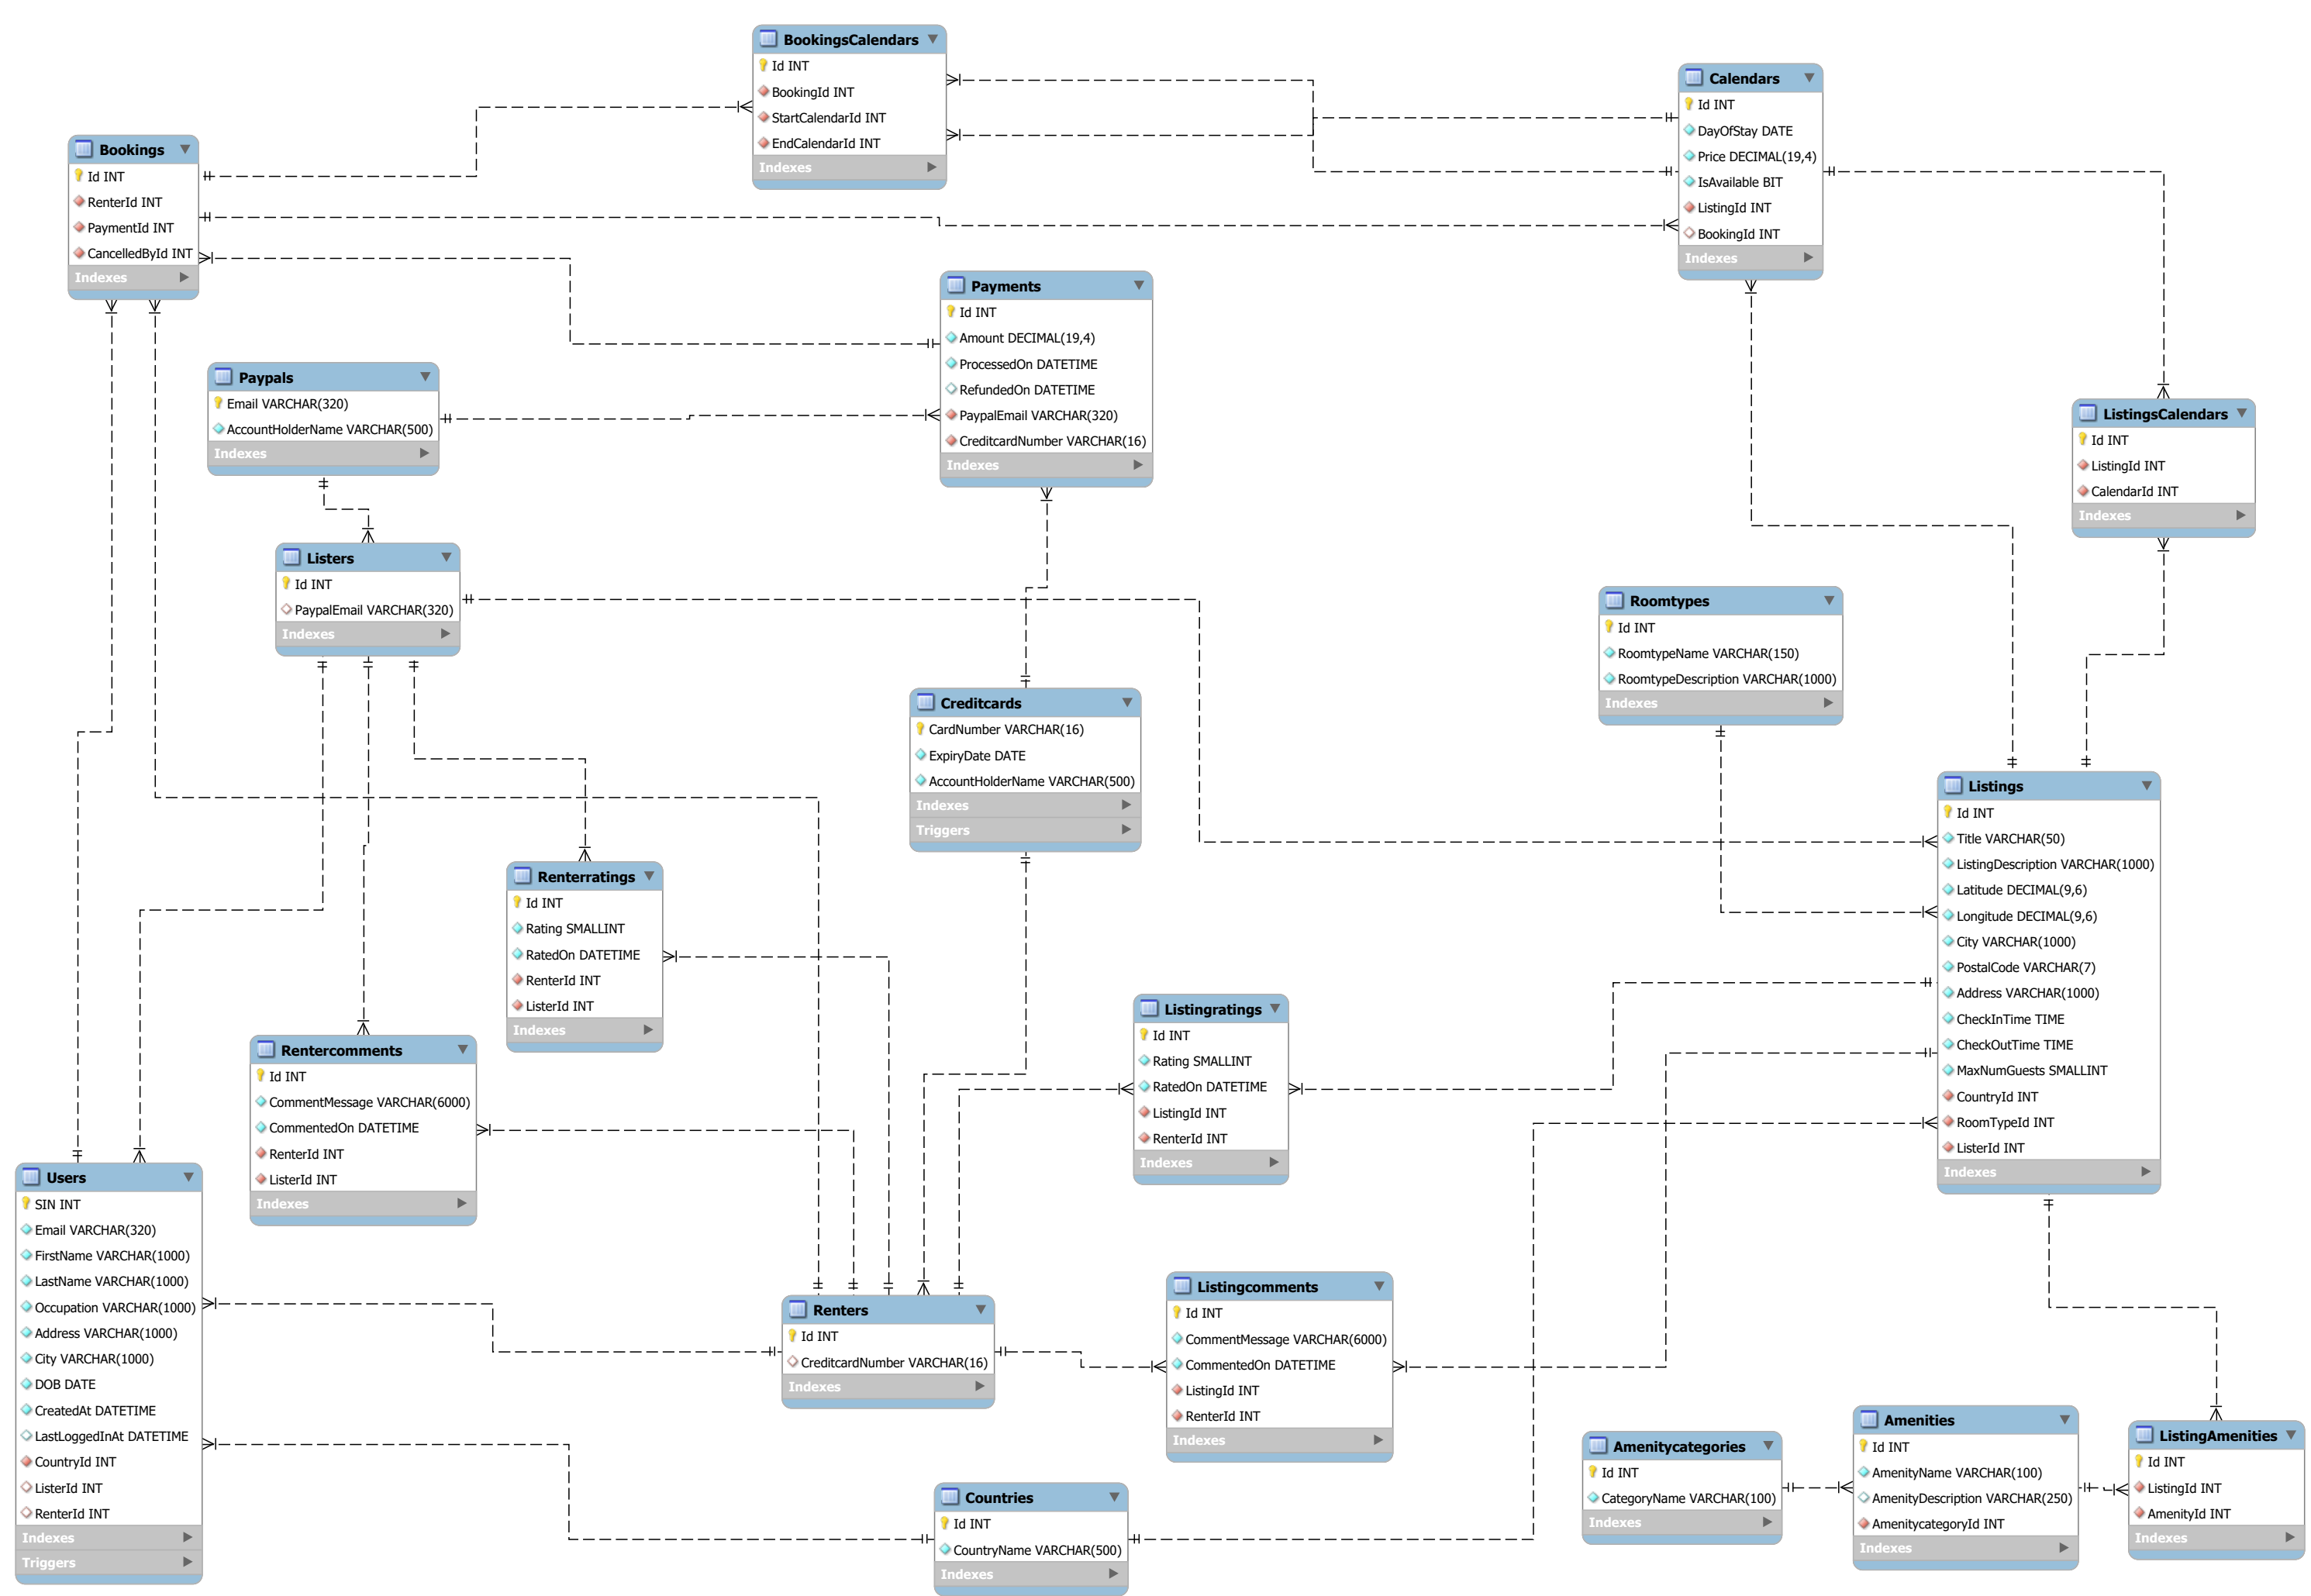 BookingsCalendars
Id INT
BookingId INT
StartCalendarId INT
EndCalendarId INT
Indexes
Calendars
Id INT
DayOfStay DATE
Price DECIMAL(19,4)
IsAvailable BIT
ListingId INT
BookingId INT
Indexes
Bookings
Id INT
RenterId INT
PaymentId INT
CancelledById INT
Indexes
Payments
Id INT
Amount DECIMAL(19,4)
ProcessedOn DATETIME
RefundedOn DATETIME
PaypalEmail VARCHAR(320)
CreditcardNumber VARCHAR(16)
Indexes
Paypals
Email VARCHAR(320)
AccountHolderName VARCHAR(500)
Indexes
ListingsCalendars
Id INT
ListingId INT
CalendarId INT
Indexes
Listers
Id INT
PaypalEmail VARCHAR(320)
Indexes
Roomtypes
Id INT
RoomtypeName VARCHAR(150)
RoomtypeDescription VARCHAR(1000)
Indexes
Creditcards
CardNumber VARCHAR(16)
ExpiryDate DATE
AccountHolderName VARCHAR(500)
Indexes
Triggers
Listings
Id INT
Title VARCHAR(50)
ListingDescription VARCHAR(1000)
Latitude DECIMAL(9,6)
Longitude DECIMAL(9,6)
City VARCHAR(1000)
PostalCode VARCHAR(7)
Address VARCHAR(1000)
CheckInTime TIME
CheckOutTime TIME
MaxNumGuests SMALLINT
CountryId INT
RoomTypeId INT
ListerId INT
Indexes
Renterratings
Id INT
Rating SMALLINT
RatedOn DATETIME
RenterId INT
ListerId INT
Indexes
Listingratings
Id INT
Rating SMALLINT
RatedOn DATETIME
ListingId INT
RenterId INT
Indexes
Rentercomments
Id INT
CommentMessage VARCHAR(6000)
CommentedOn DATETIME
RenterId INT
ListerId INT
Indexes
Users
SIN INT
Email VARCHAR(320)
FirstName VARCHAR(1000)
LastName VARCHAR(1000)
Occupation VARCHAR(1000)
Address VARCHAR(1000)
City VARCHAR(1000)
DOB DATE
CreatedAt DATETIME
LastLoggedInAt DATETIME
CountryId INT
ListerId INT
RenterId INT
Indexes
Triggers
Renters
Id INT
CreditcardNumber VARCHAR(16)
Indexes
Listingcomments
Id INT
CommentMessage VARCHAR(6000)
CommentedOn DATETIME
ListingId INT
RenterId INT
Indexes
Countries
Id INT
CountryName VARCHAR(500)
Indexes
Amenitycategories
Id INT
CategoryName VARCHAR(100)
Indexes
Amenities
Id INT
AmenityName VARCHAR(100)
AmenityDescription VARCHAR(250)
AmenitycategoryId INT
Indexes
ListingAmenities
Id INT
ListingId INT
AmenityId INT
Indexes